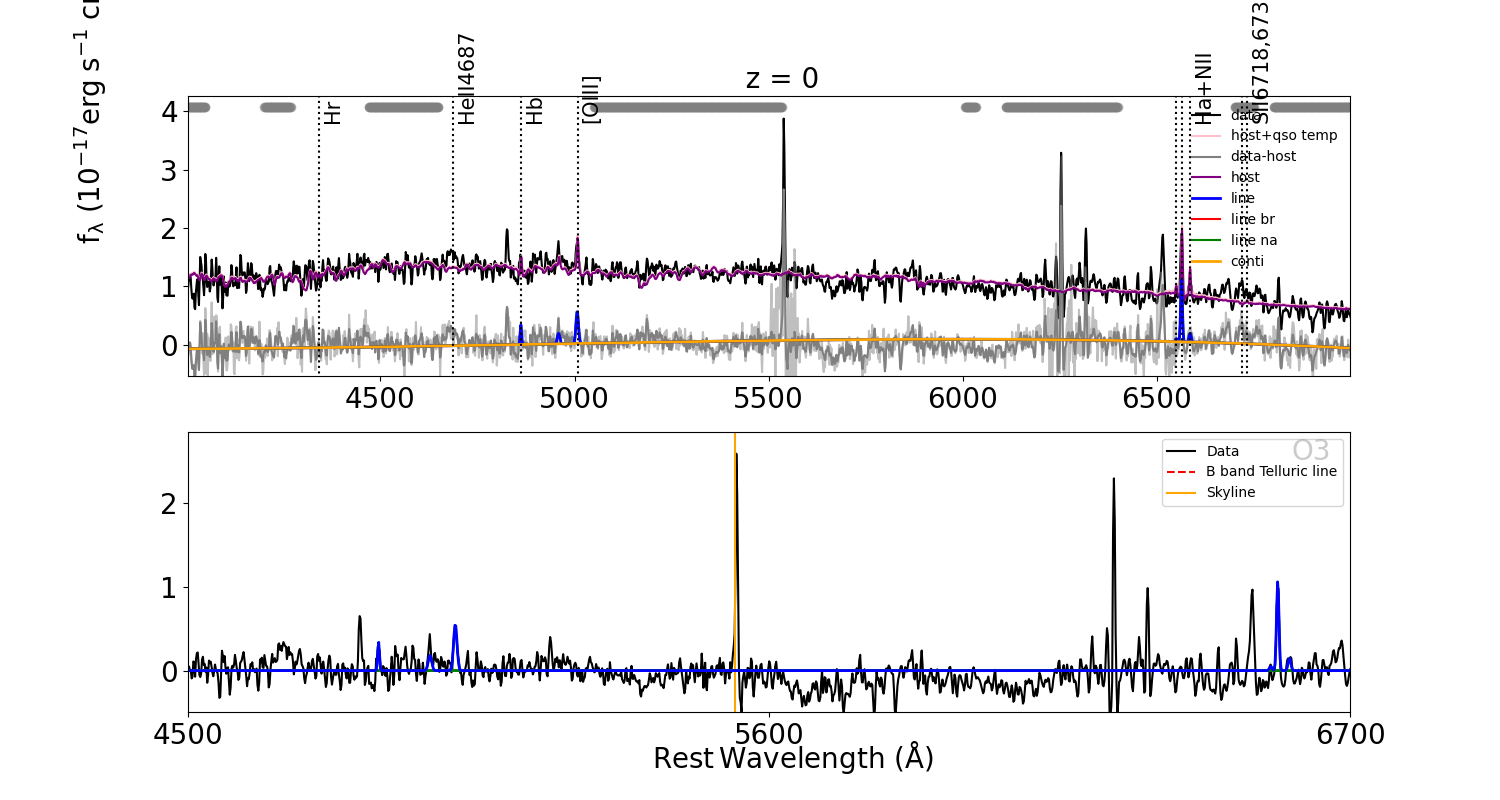 z = 0
f_λ (10^−17 erg s^−1
4
3
2
1
0
Hr
HeII4687
Hb
[OIII]
Ha+NII
SII6718,673
data
host+qso temp
data-host
host
line
line br
line na
conti
4500 5000 5500 6000 6500
O3
Data
B band Telluric line
Skyline
2
1
0
4500 5600 6700
Rest Wavelength (Å)